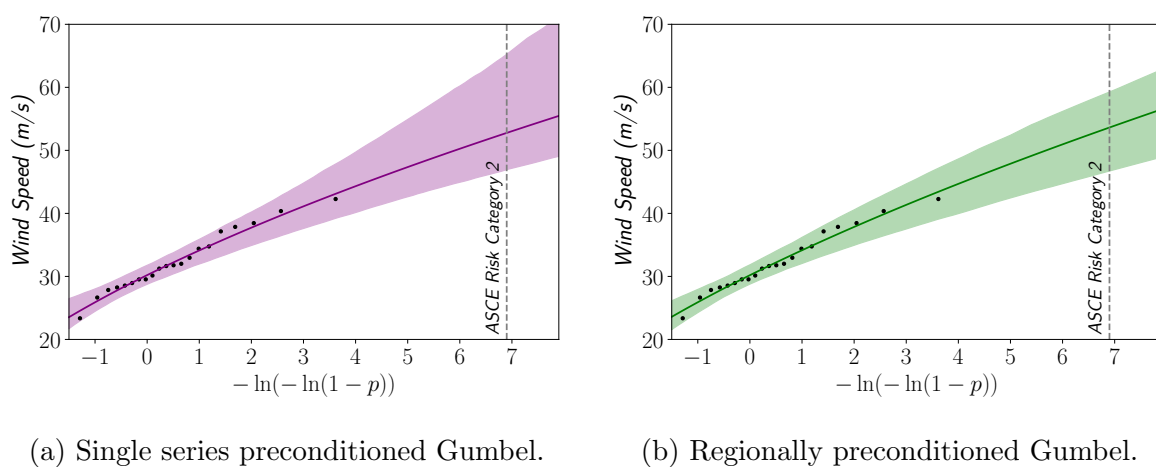 70
60
50
40
30
20
Wind Speed (m/s)
ASCE Risk Category 2
−1 0 1 2 3 4 5 6 7
− ln(− ln(1 − p))
(a) Single series preconditioned Gumbel.
70
60
50
40
30
20
Wind Speed (m/s)
ASCE Risk Category 2
−1 0 1 2 3 4 5 6 7
− ln(− ln(1 − p))
(b) Regionally preconditioned Gumbel.